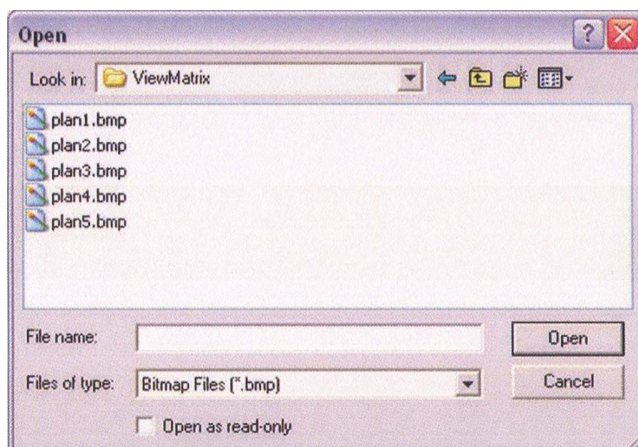 Open
Look in: ViewMatrix
plan1.bmp
plan2.bmp
plan3.bmp
plan4.bmp
plan5.bmp
File name: Open
Files of type: Bitmap Files (*.bmp) Cancel
Open as read-only